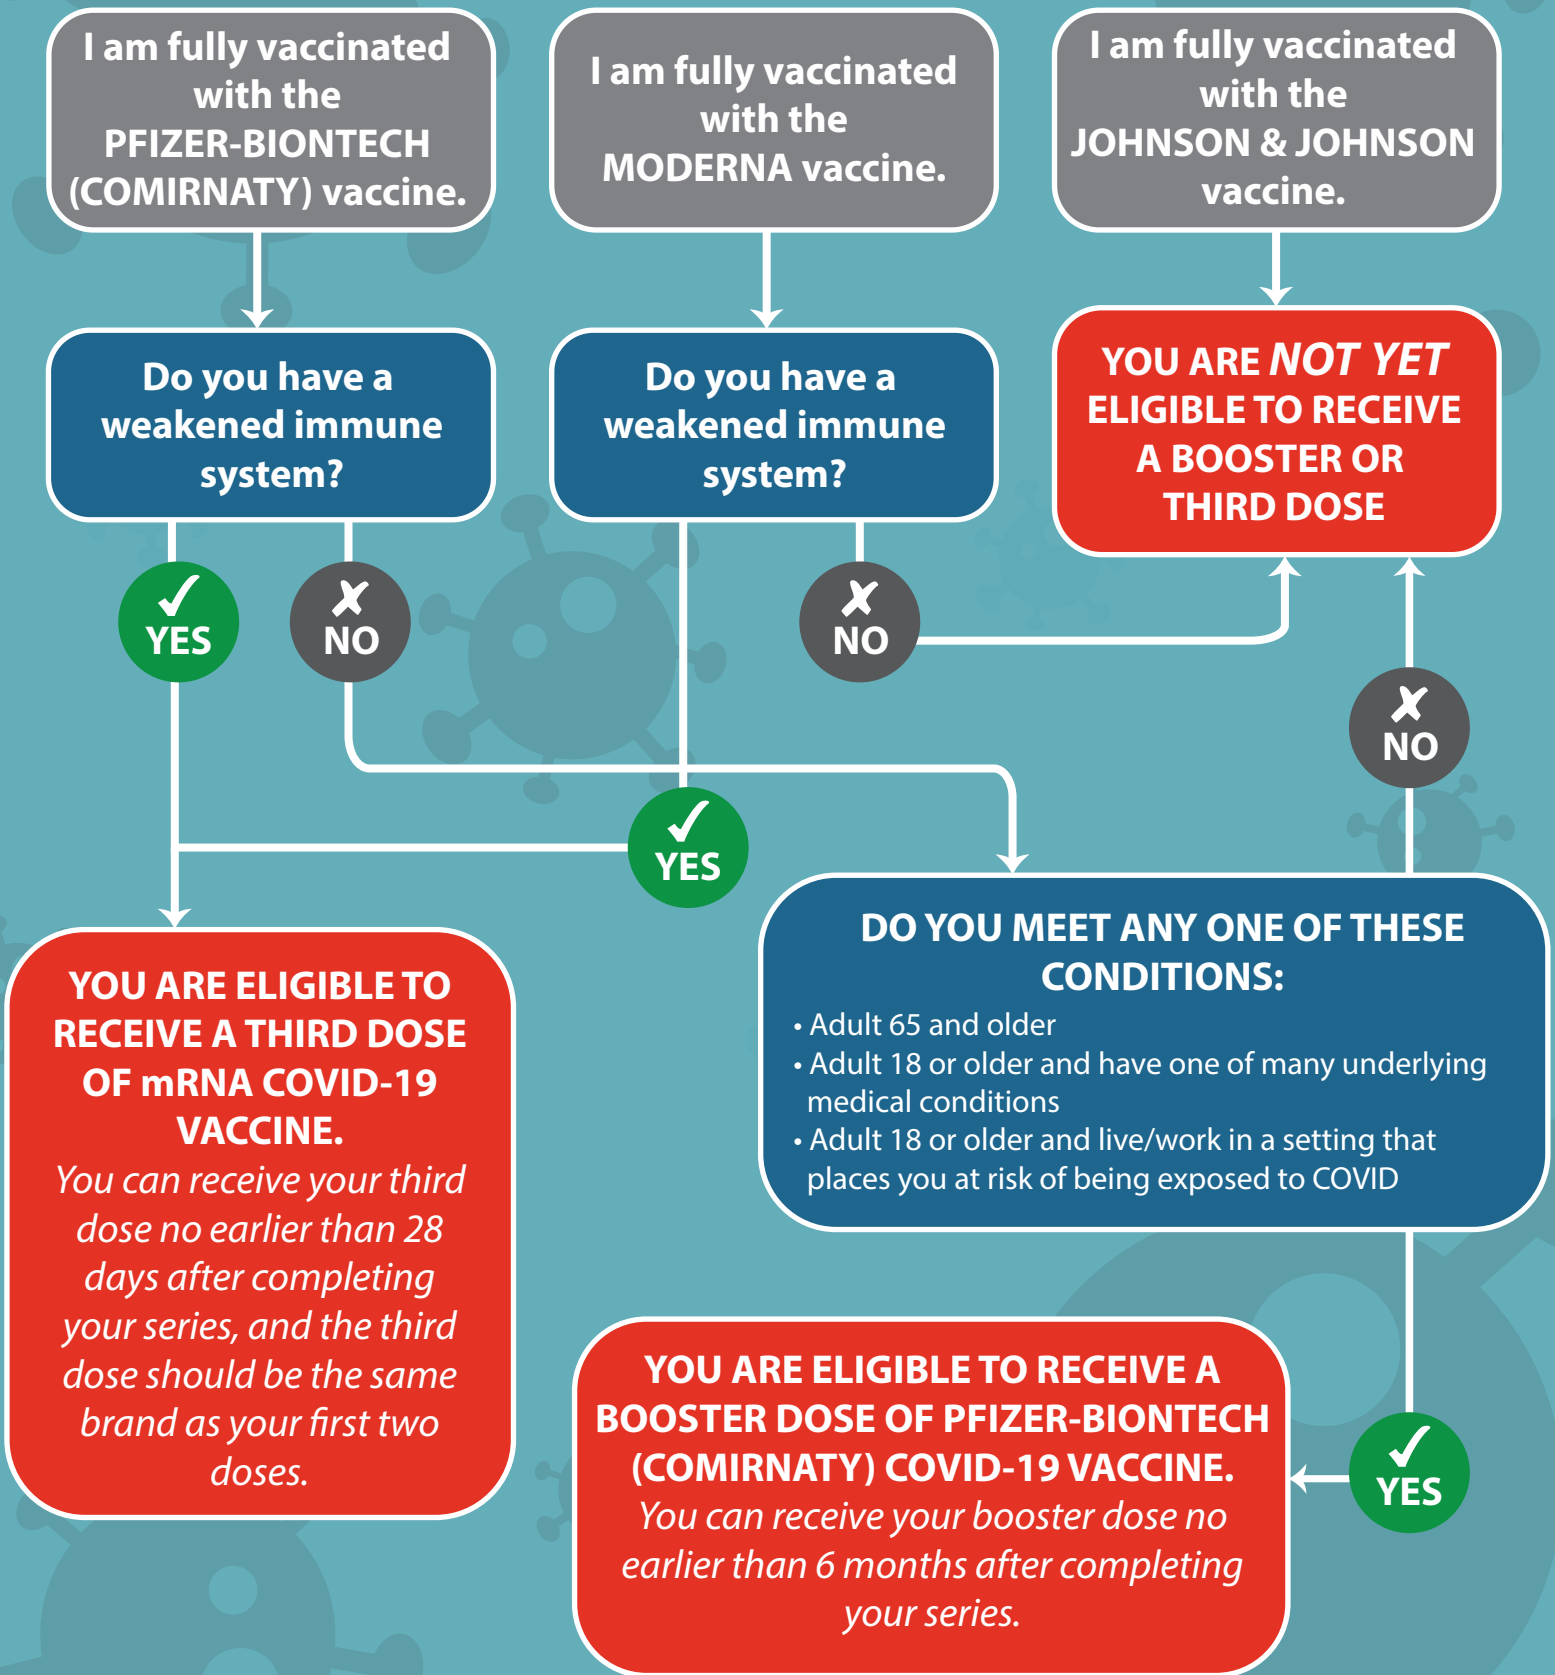 I am fully vaccinated
with the
PFIZER-BIONTECH
(COMIRNATY) vaccine.
I am fully vaccinated
with the
MODERNA vaccine.
I am fully vaccinated
with the
JOHNSON & JOHNSON
vaccine.
Do you have a
weakened immune
system?
Do you have a
weakened immune
system?
YOU ARE NOT YET
ELIGIBLE TO RECEIVE
A BOOSTER OR
THIRD DOSE
YES
NO
NO
NO
YES
DO YOU MEET ANY ONE OF THESE
CONDITIONS:
• Adult 65 and older
• Adult 18 or older and have one of many underlying
medical conditions
• Adult 18 or older and live/work in a setting that
places you at risk of being exposed to COVID
YOU ARE ELIGIBLE TO
RECEIVE A THIRD DOSE
OF mRNA COVID-19
VACCINE.
You can receive your third
dose no earlier than 28
days after completing
your series, and the third
dose should be the same
brand as your first two
doses.
YOU ARE ELIGIBLE TO RECEIVE A
BOOSTER DOSE OF PFIZER-BIONTECH
(COMIRNATY) COVID-19 VACCINE.
You can receive your booster dose no
earlier than 6 months after completing
your series.
YES